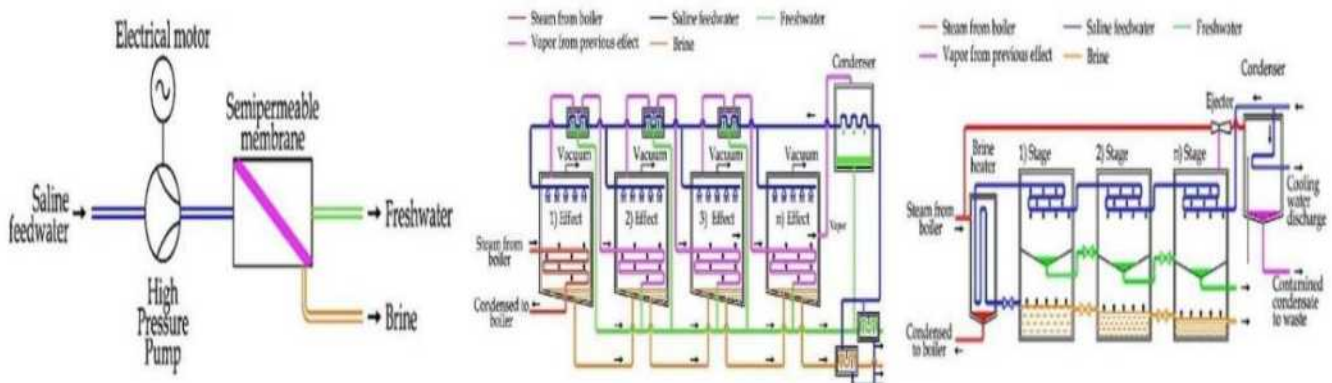 Electrical motor
Semipermeable
membrane
Saline
feedwater
Freshwater
High
Pressure
Pump
Brine
Steam from boiler
Saline feedwater
Freshwater
Vapor from previous effect
Brine
Condenser
Vacuum
Vacuum
Vacuum
Vacuum
1) Effect
2) Effect
3) Effect
n) Effect
Vapor
Steam from
boiler
Condensed to
boiler
Steam from boiler
Saline feedwater
Freshwater
Vapor from previous effect
Brine
Condenser
Ejector
Brine
heater
1) Stage
2) Stage
n) Stage
Steam from
boiler
Cooling
water
discharge
Contamined
condensate
to waste
Condensed
to boiler